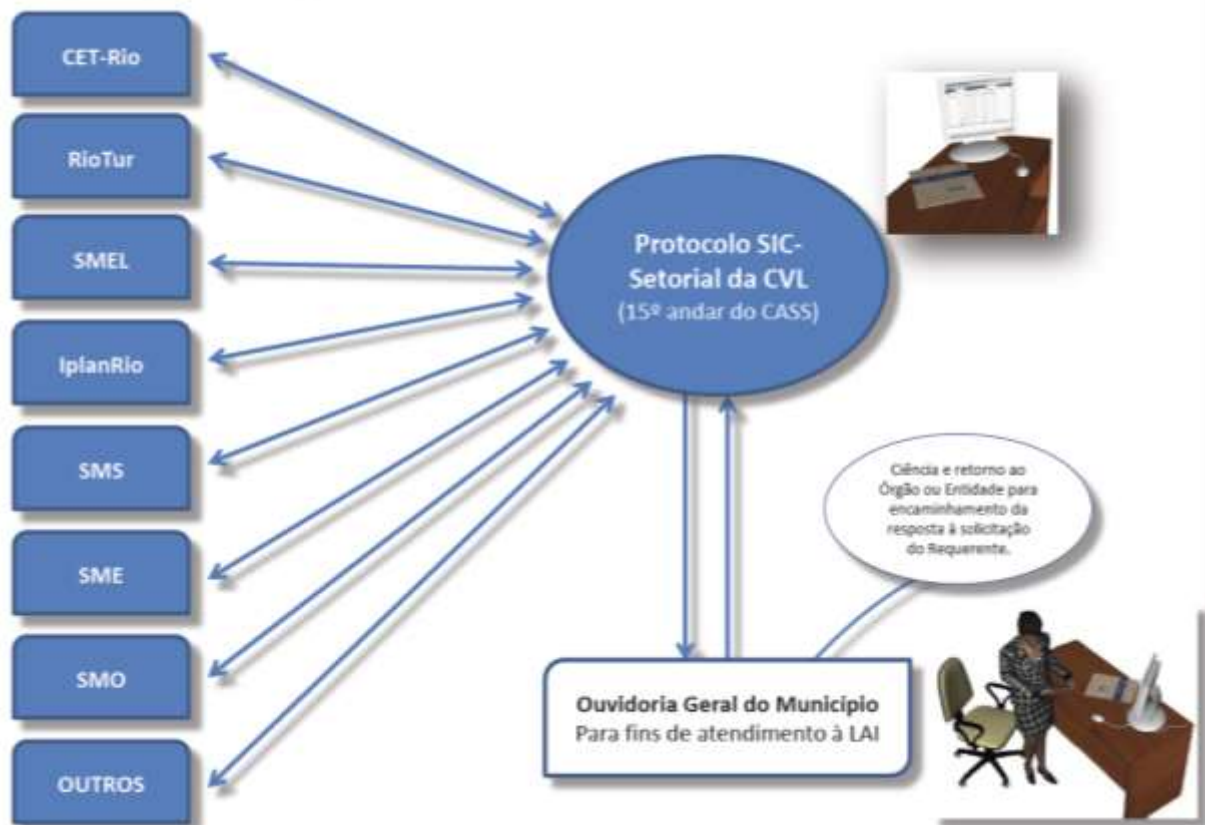 CET-Rio
RioTur
SMEL
IplanRio
SMS
SME
SMO
OUTROS
Protocolo SIC-
Setorial da CVL
(15º andar do CASS)
Ciência e retorno ao
Órgão ou Entidade para
encaminhamento da
resposta à solicitação
do Requerente.
Ouvidoria Geral do Município
Para fins de atendimento à LAI